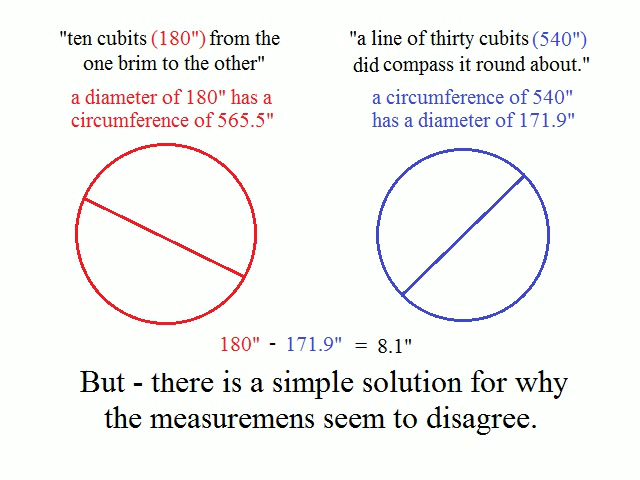 "ten cubits (180") from the
one brim to the other"
a diameter of 180" has a
circumference of 565.5"
"a line of thirty cubits (540")
did compass it round about."
a circumference of 540"
has a diameter of 171.9"
180" - 171.9" = 8.1"
But - there is a simple solution for why
the measuremens seem to disagree.